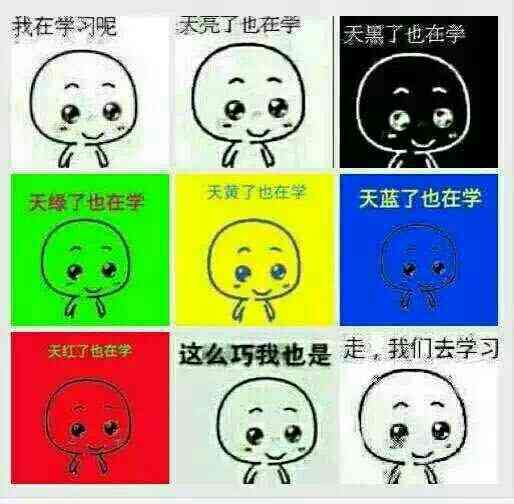 我在学习呢
天亮了也在学
天黑了也在学
天绿了也在学
天黄了也在学
天蓝了也在学
天红了也在学
这么巧我也是
走，我们去学习